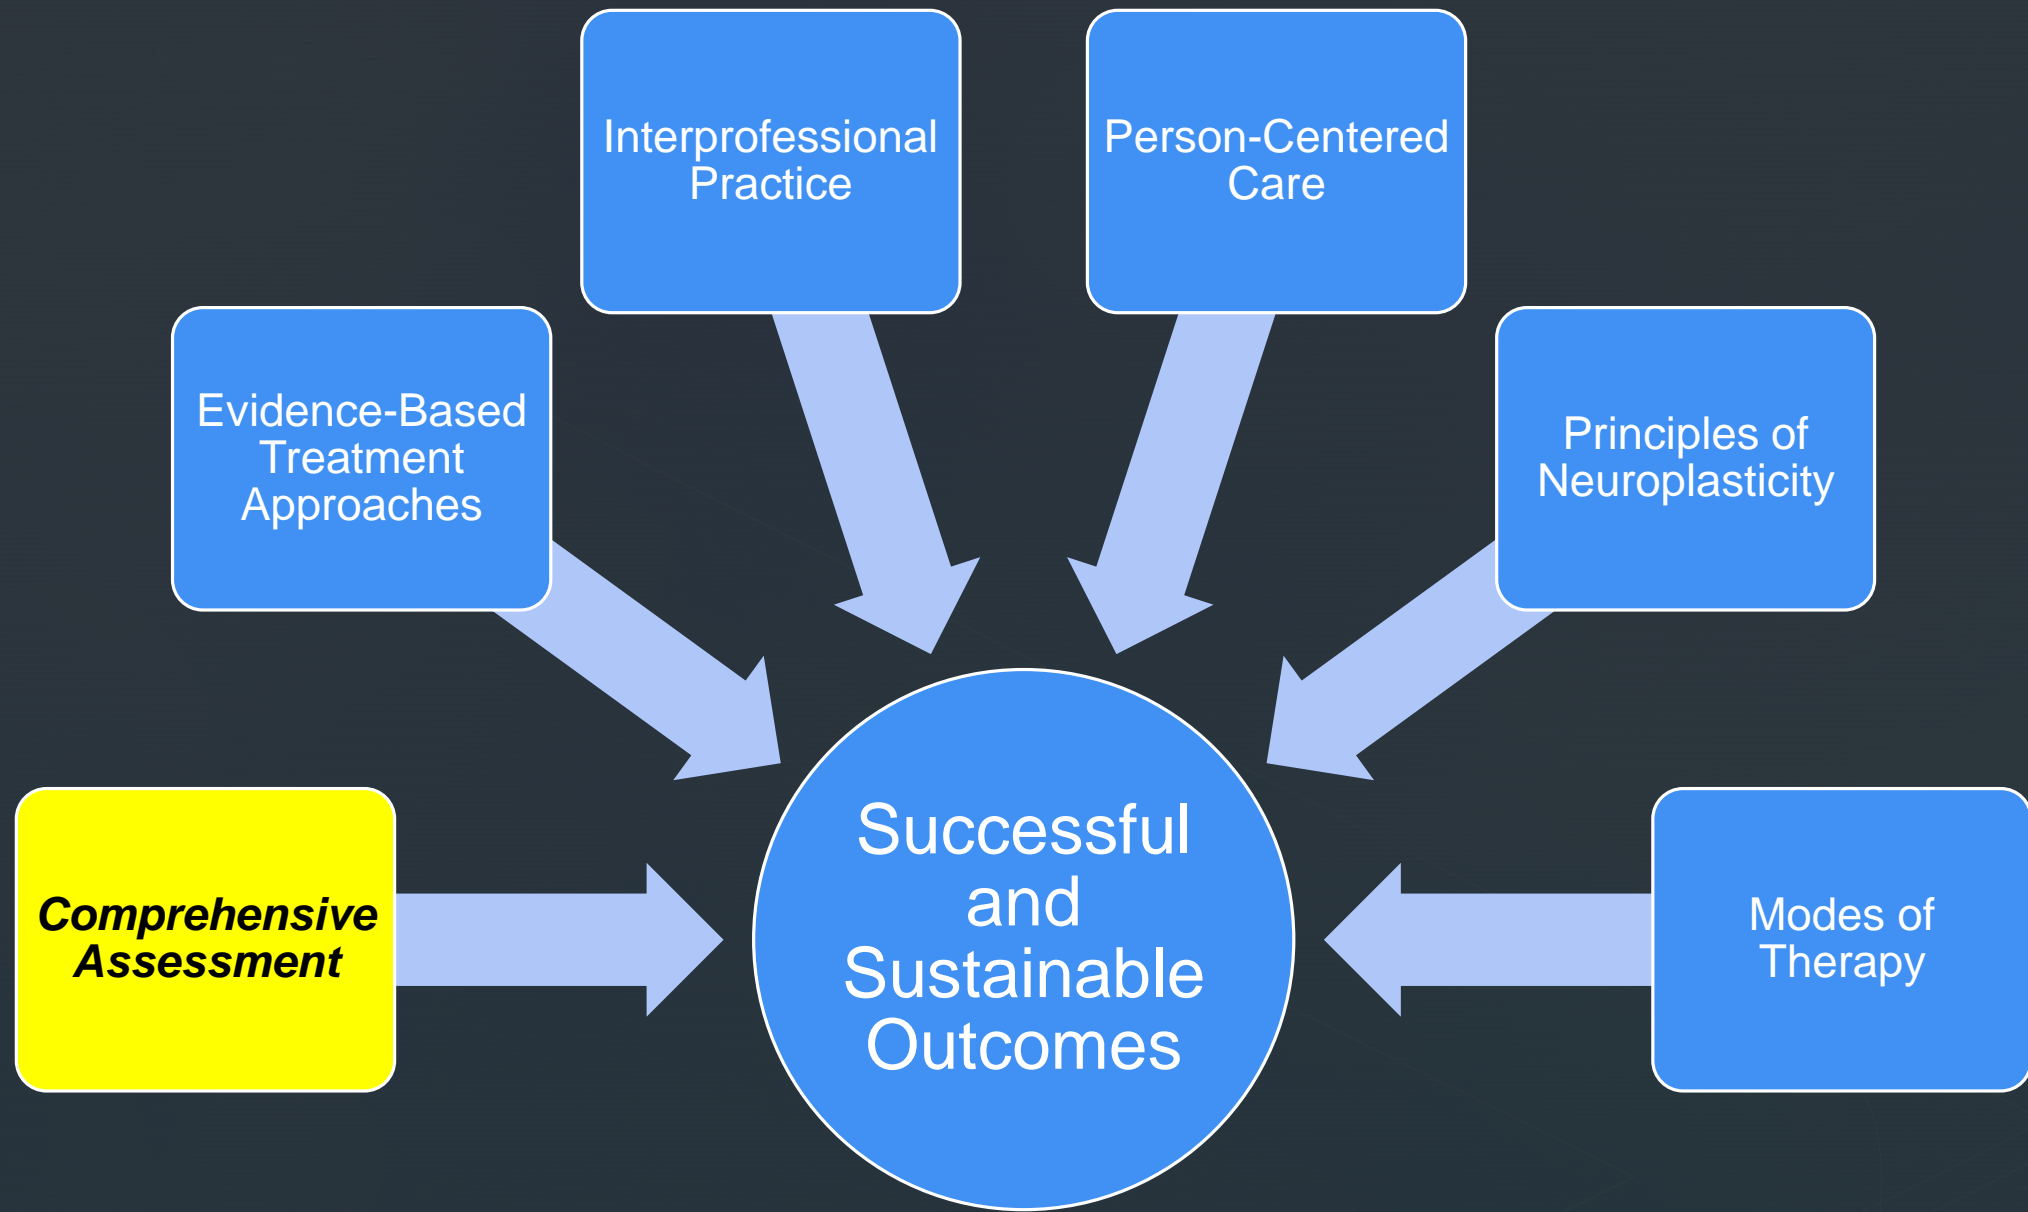 Interprofessional
Practice
Person-Centered
Care
Evidence-Based
Treatment
Approaches
Principles of
Neuroplasticity
Comprehensive
Assessment
Successful
and
Sustainable
Outcomes
Modes of
Therapy